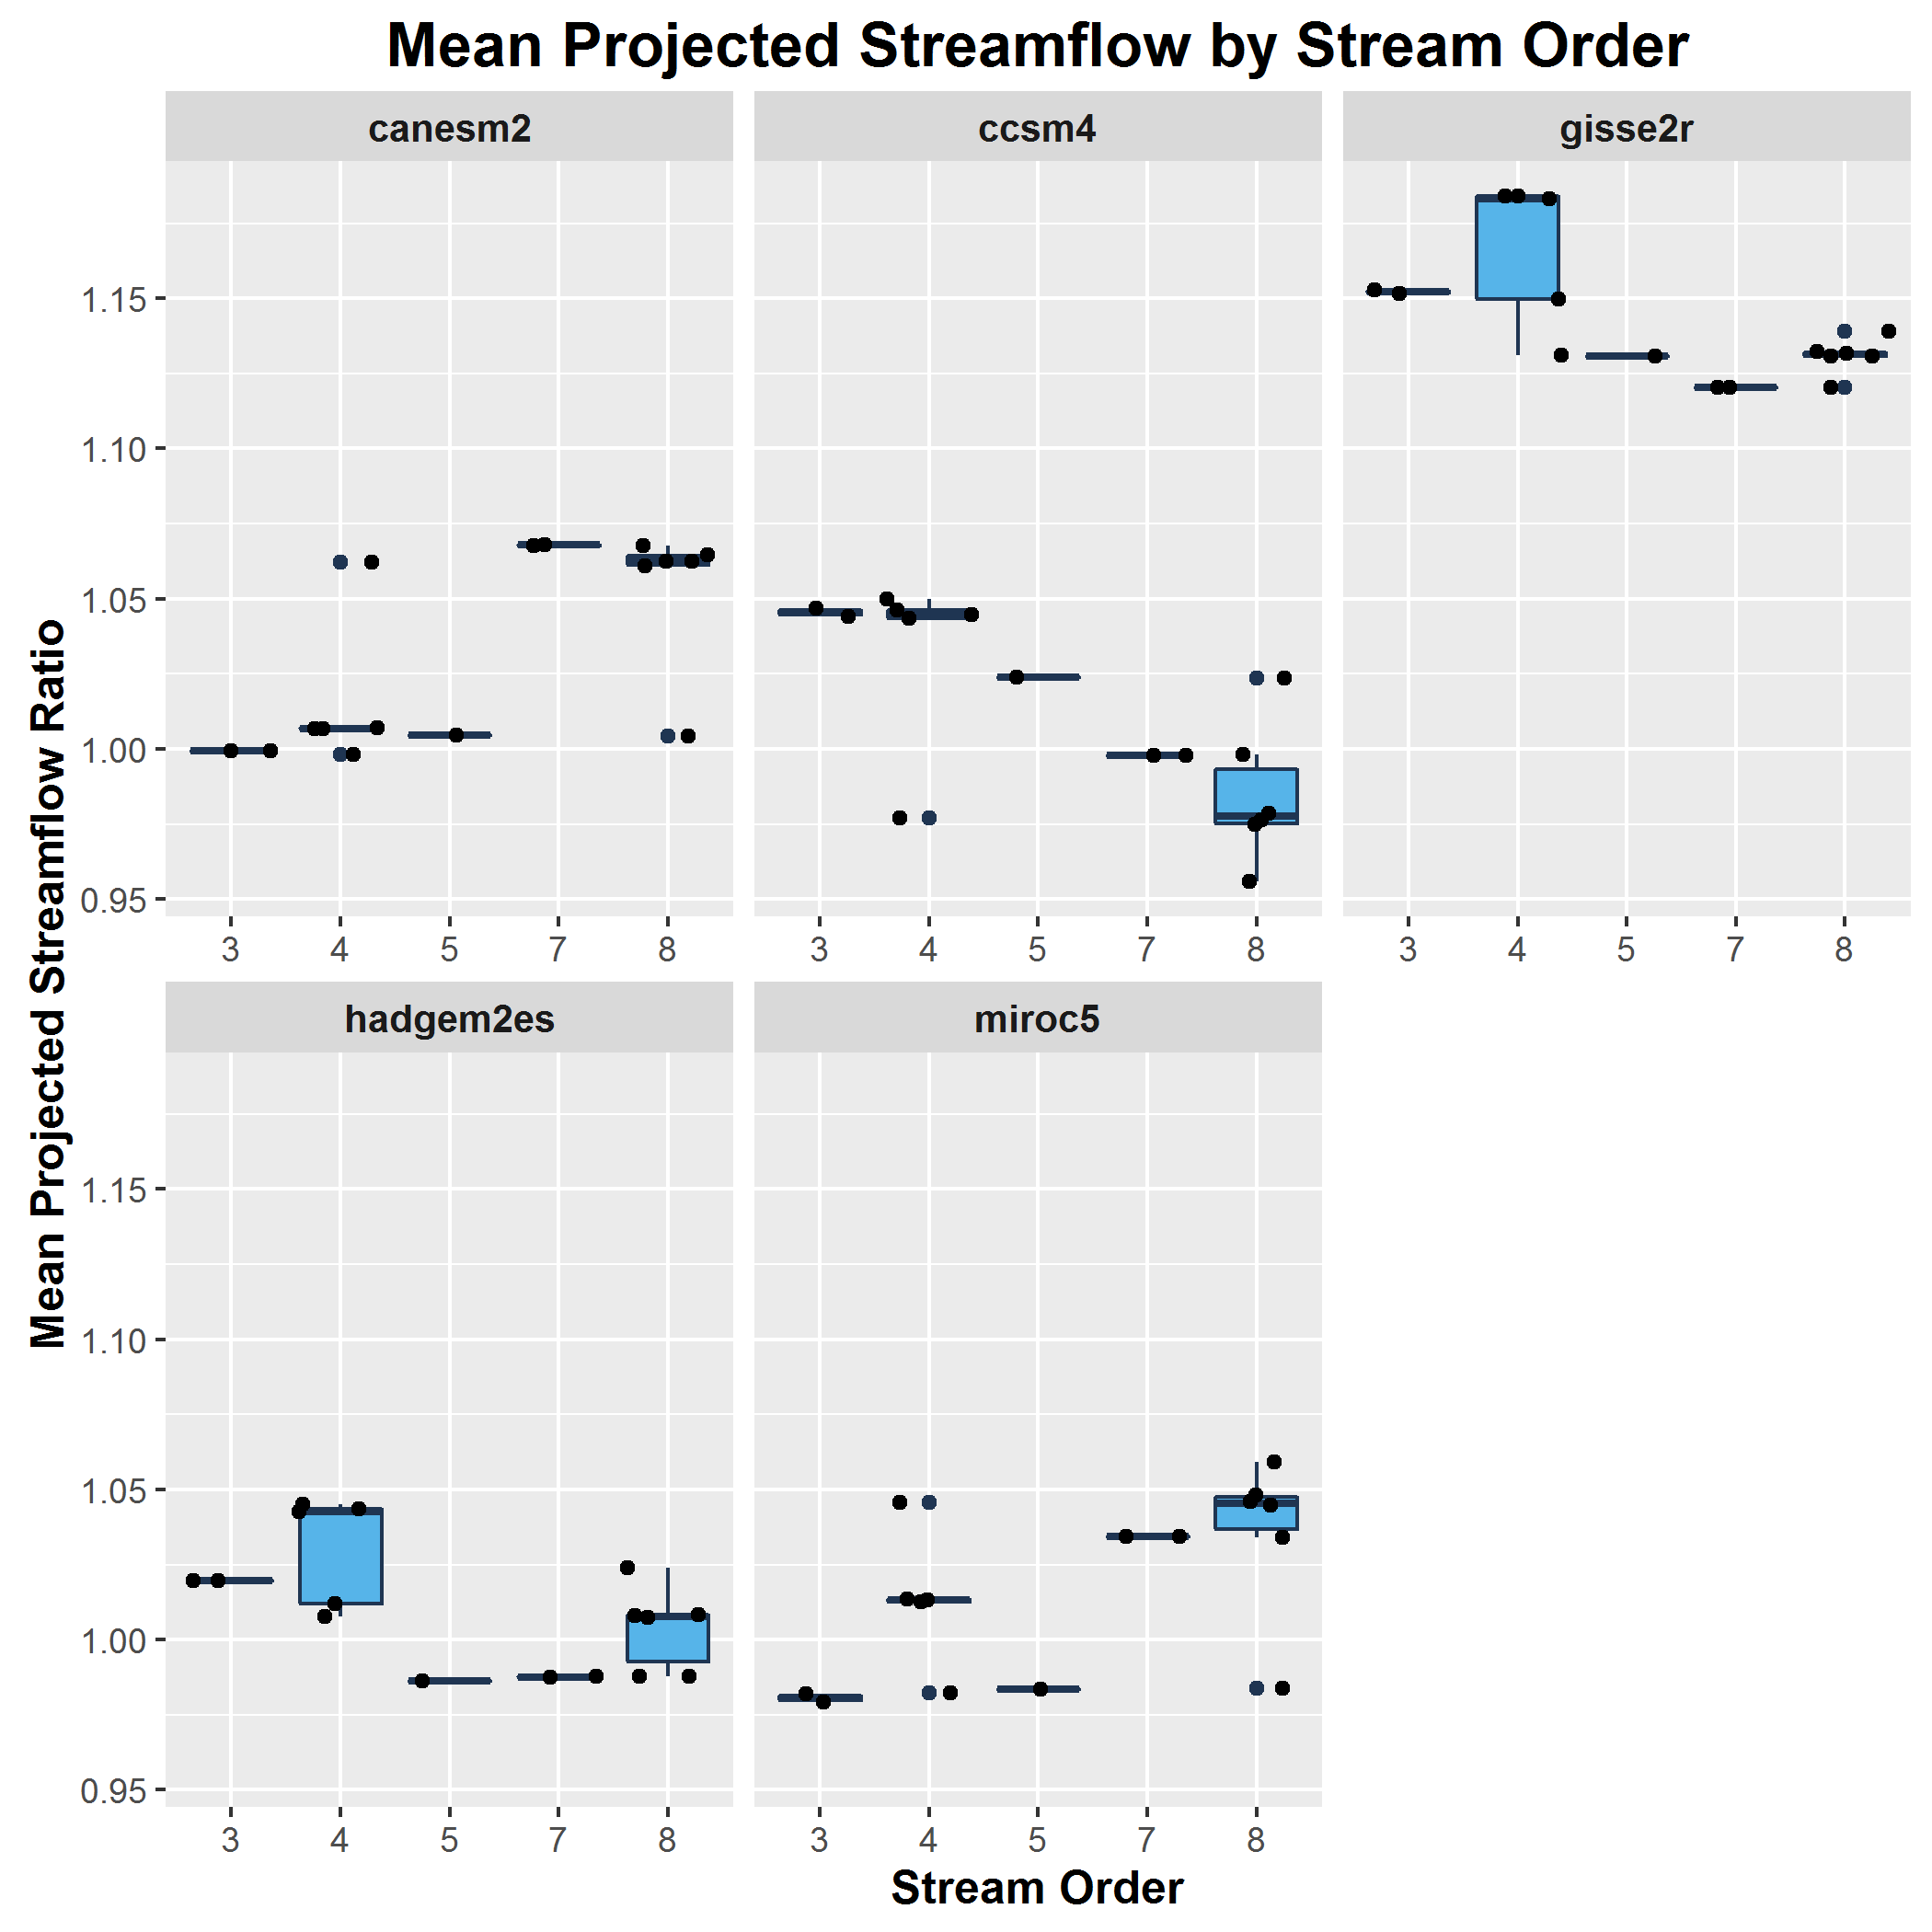 Mean Projected Streamflow by Stream Order
canesm2
ccsm4
gisse2r
Mean Projected Streamflow Ratio
1.15
1.10
1.05
1.00
0.95
3 4 5 7 8
3 4 5 7 8
3 4 5 7 8
hadgem2es
miroc5
1.15
1.10
1.05
1.00
0.95
3 4 5 7 8
3 4 5 7 8
Stream Order